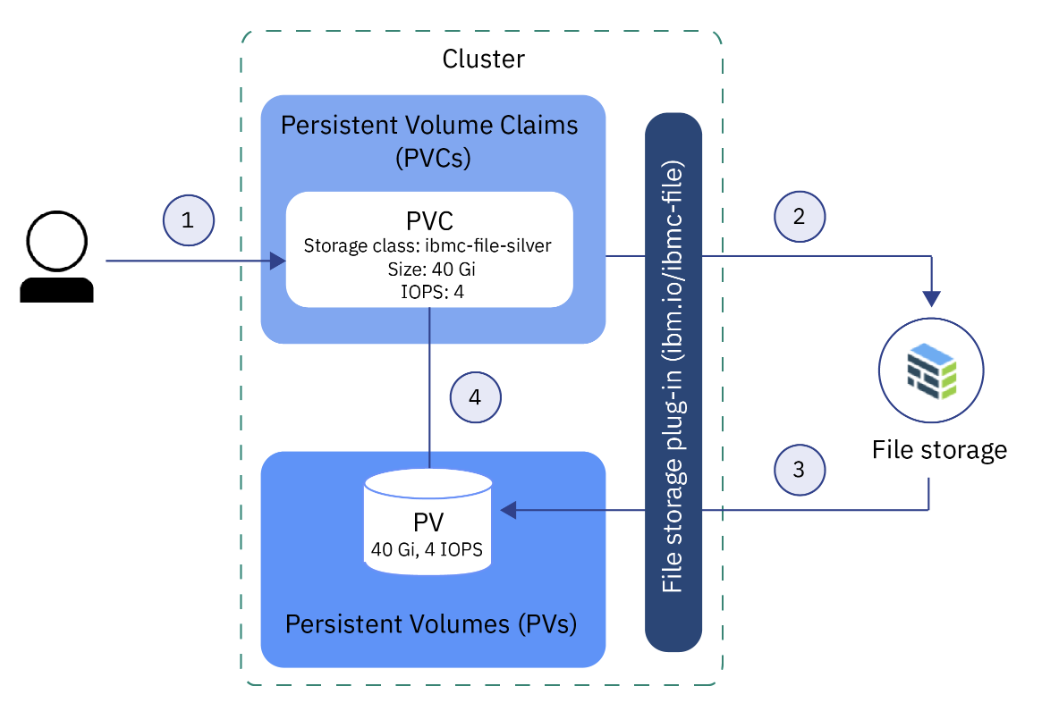 Cluster
Persistent Volume Claims
(PVCs)
1
PVC
Storage class: ibmc-file-silver
Size: 40 Gi
IOPS: 4
File storage plug-in (ibm.io/ibmc-file)
2
4
File storage
3
PV
40 Gi, 4 IOPS
Persistent Volumes (PVs)